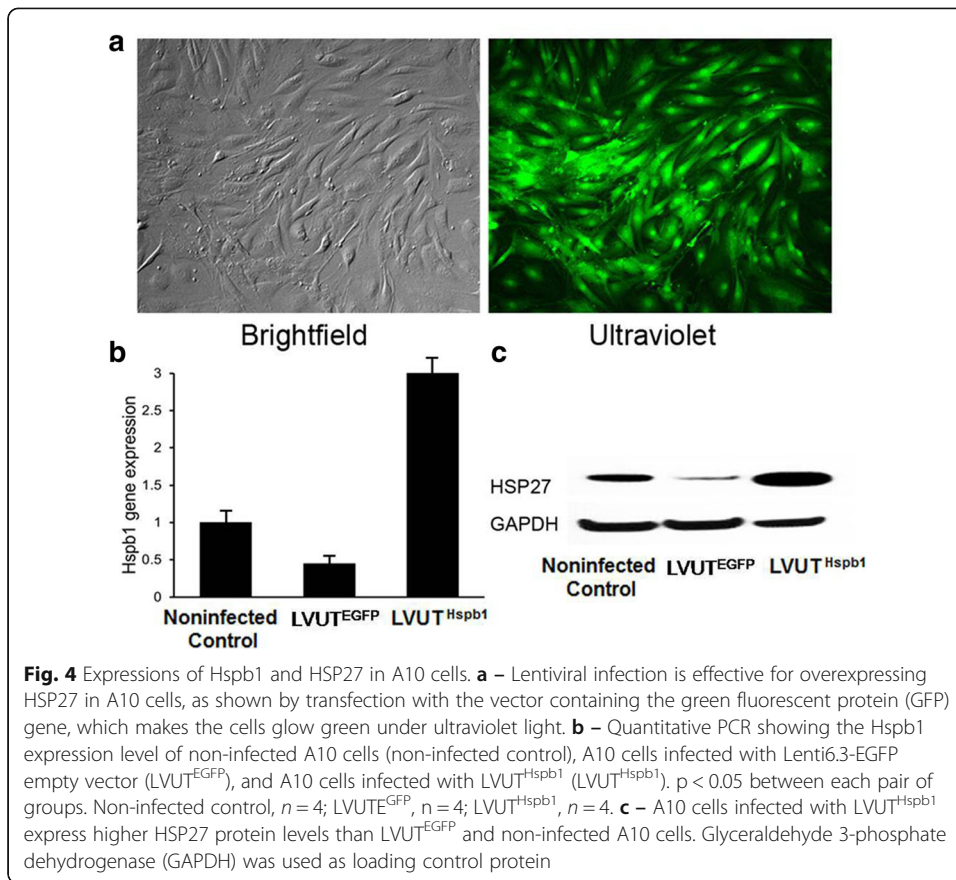 a
Brightfield
Ultraviolet
b
Hspb1 gene expression
3
2.5
2
1.5
1
0.5
0
Noninfected
Control
LVUTᴱᴳᶠᴾ
LVUTᴴˢᵖᵇ¹
c
HSP27
GAPDH
Noninfected
Control
LVUTᴱᴳᶠᴾ
LVUTᴴˢᵖᵇ¹
Fig. 4 Expressions of Hspb1 and HSP27 in A10 cells. a – Lentiviral infection is effective for overexpressing
HSP27 in A10 cells, as shown by transfection with the vector containing the green fluorescent protein (GFP)
gene, which makes the cells glow green under ultraviolet light. b – Quantitative PCR showing the Hspb1
expression level of non-infected A10 cells (non-infected control), A10 cells infected with Lenti6.3-EGFP
empty vector (LVUTᴱᴳᶠᴾ), and A10 cells infected with LVUTᴴˢᵖᵇ¹ (LVUTᴴˢᵖᵇ¹). p < 0.05 between each pair of
groups. Non-infected control, n = 4; LVUTEᴳᶠᴾ, n = 4; LVUTᴴˢᵖᵇ¹, n = 4. c – A10 cells infected with LVUTᴴˢᵖᵇ¹
express higher HSP27 protein levels than LVUTᴱᴳᶠᴾ and non-infected A10 cells. Glyceraldehyde 3-phosphate
dehydrogenase (GAPDH) was used as loading control protein